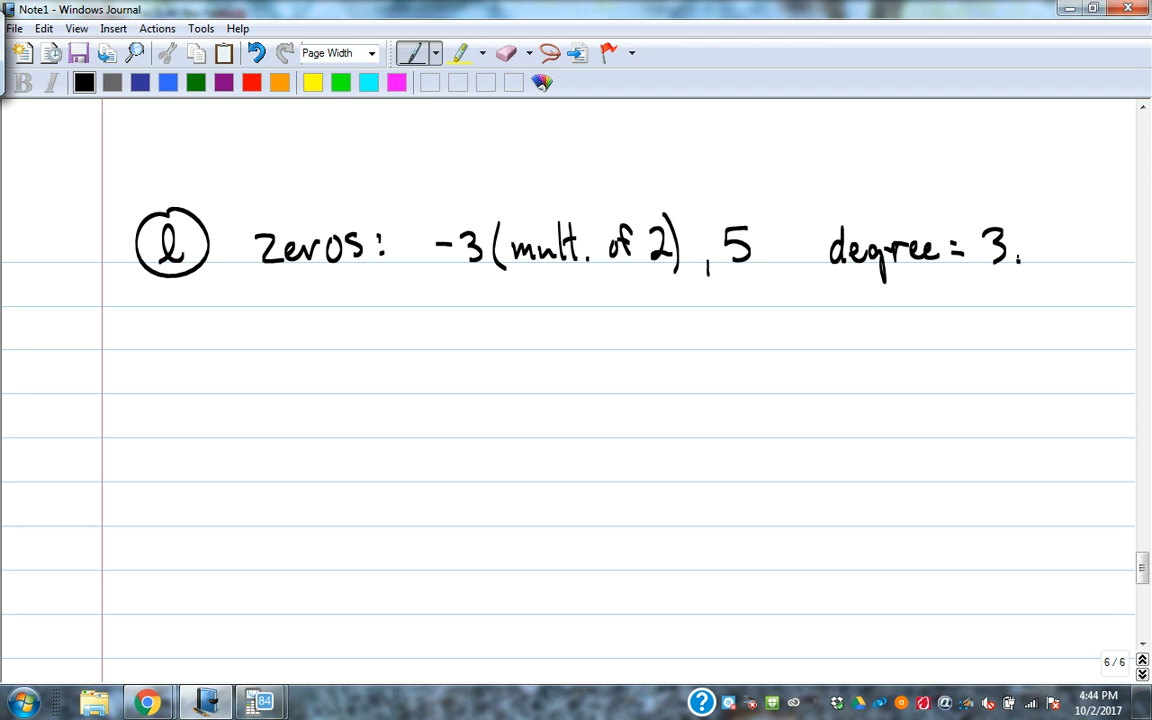 Note1 - Windows Journal
File Edit View Insert Actions Tools Help
Page Width
B I
l zeros: -3 (mult. of 2) , 5 degree = 3.
6 / 6
84
4:44 PM
10/2/2017